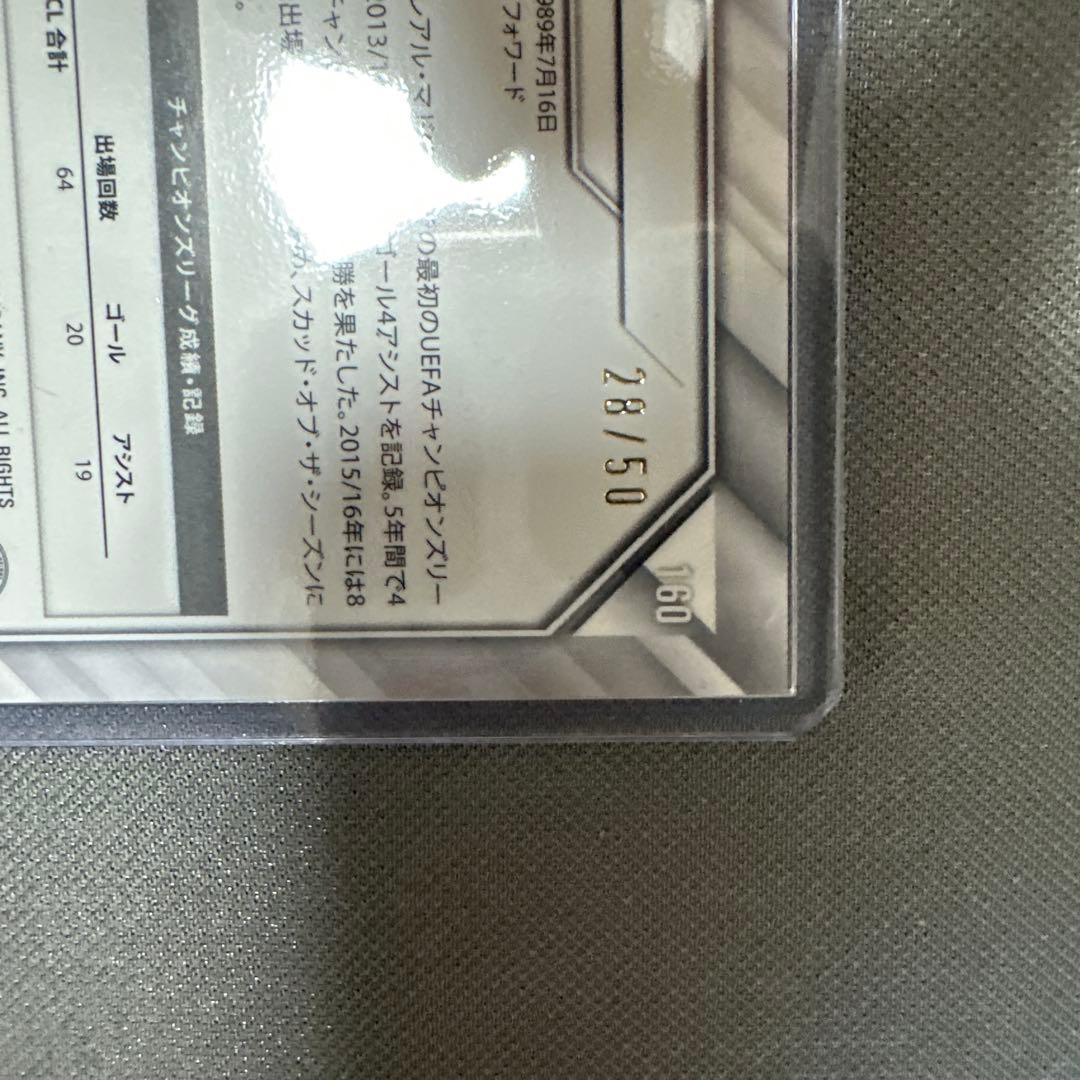 160
28/50
989年7月16日
フォワード
レアル・マ
の最初のUEFAチャンピオンズリー
2013/1
ゴール4アシストを記録。5年間で4
チャン
勝を果たした。2015/16年には8
出場
、スカッド・オブ・ザ・シーズンに
。
チャンピオンズリーグ成績・記録
出場回数 ゴール アシスト
CL 合計 64 20 19
INC. ALL RIGHTS